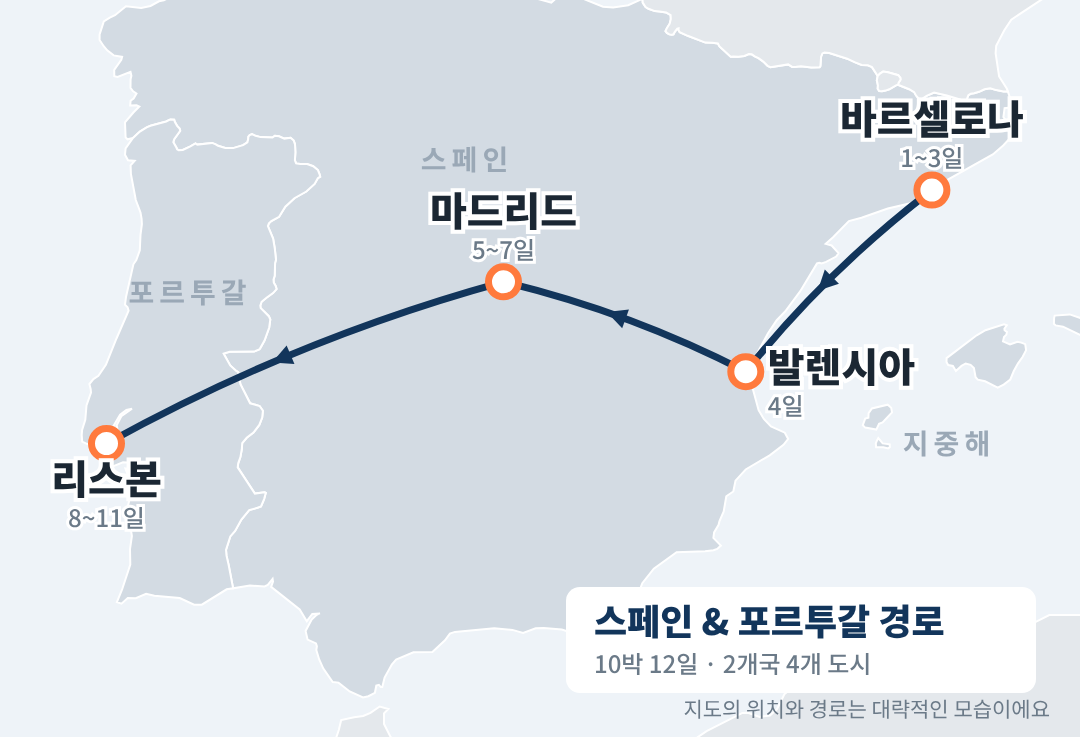 바르셀로나
1~3일
스페인
마드리드
5~7일
포르투갈
발렌시아
4일
지중해
리스본
8~11일
스페인 & 포르투갈 경로
10박 12일 · 2개국 4개 도시
지도의 위치와 경로는 대략적인 모습이에요